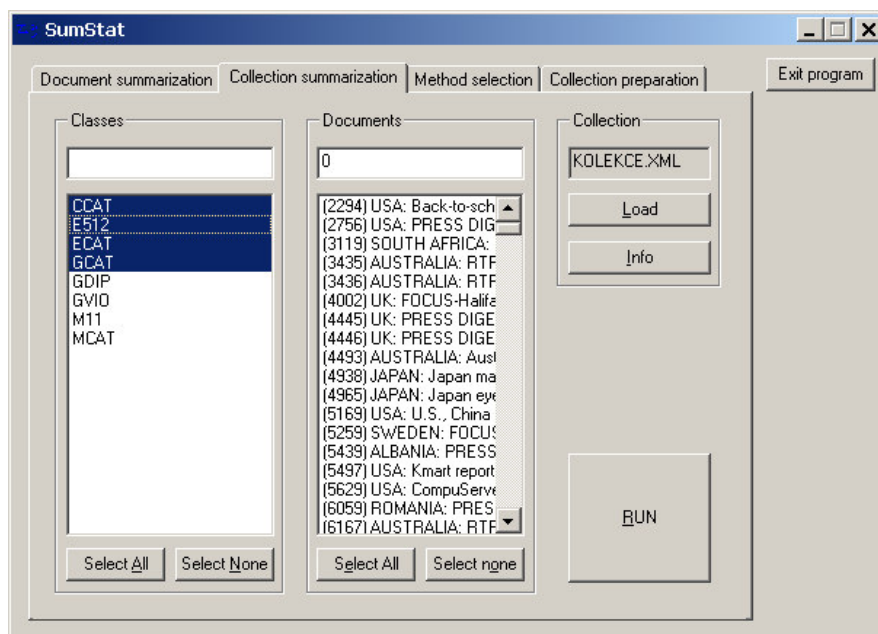 SumStat
Document summarization
Collection summarization
Method selection
Collection preparation
Exit program
Classes
CCAT
E512
ECAT
GCAT
GDIP
GVIO
M11
MCAT
Select All
Select None
Documents
0
(2294) USA: Back-to-sch
(2756) USA: PRESS DIG
(3119) SOUTH AFRICA:
(3435) AUSTRALIA: RTF
(3436) AUSTRALIA: RTF
(4002) UK: FOCUS-Halifa
(4445) UK: PRESS DIGE
(4446) UK: PRESS DIGE
(4493) AUSTRALIA: Aust
(4938) JAPAN: Japan ma
(4965) JAPAN: Japan eye
(5169) USA: U.S., China
(5259) SWEDEN: FOCUS
(5439) ALBANIA: PRESS
(5497) USA: Kmart report
(5629) USA: CompuServe
(6059) ROMANIA: PRES
(6167) AUSTRALIA: RTF
Select All
Select none
Collection
KOLEKCE.XML
Load
Info
RUN